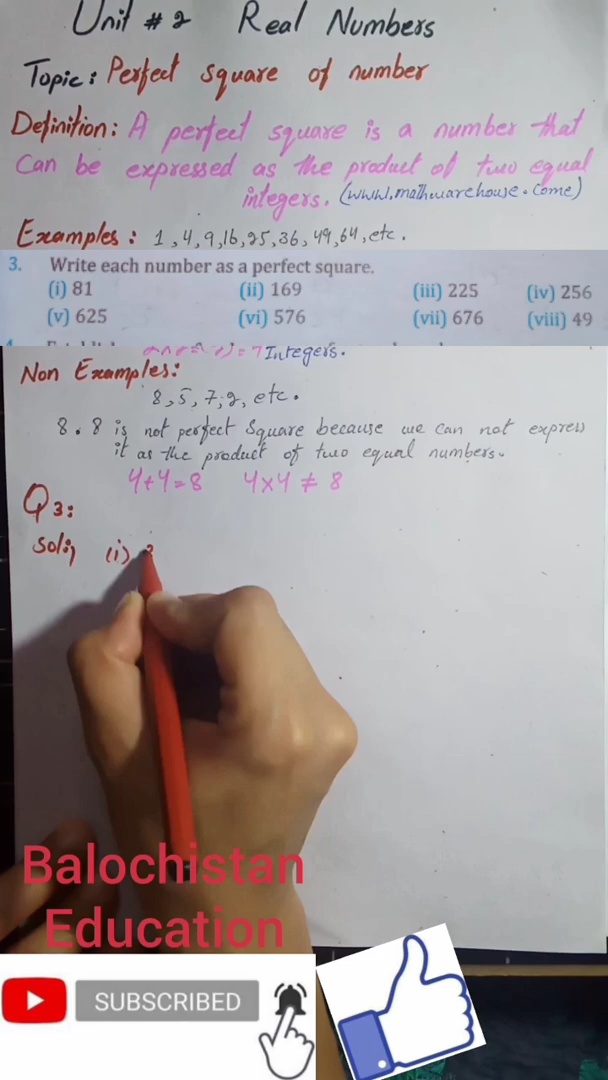 Unit # 2 Real Numbers
Topic: Perfect square of number
Definition: A perfect square is a number that
Can be expressed as the product of two equal
integers. (www.mathwarehouse.come)
Examples: 1, 4, 9, 16, 25, 36, 49, 64, etc.
3. Write each number as a perfect square.
(i) 81 (ii) 169 (iii) 225 (iv) 256
(v) 625 (vi) 576 (vii) 676 (viii) 49
Integers.
Non Examples:
8, 5, 7, 2, etc.
8. 8 is not perfect Square because we can not express
it as the product of two equal numbers.
4+4=8 4×4 ≠ 8
Q3:
Sol; (i)
Balochistan
Education
SUBSCRIBED